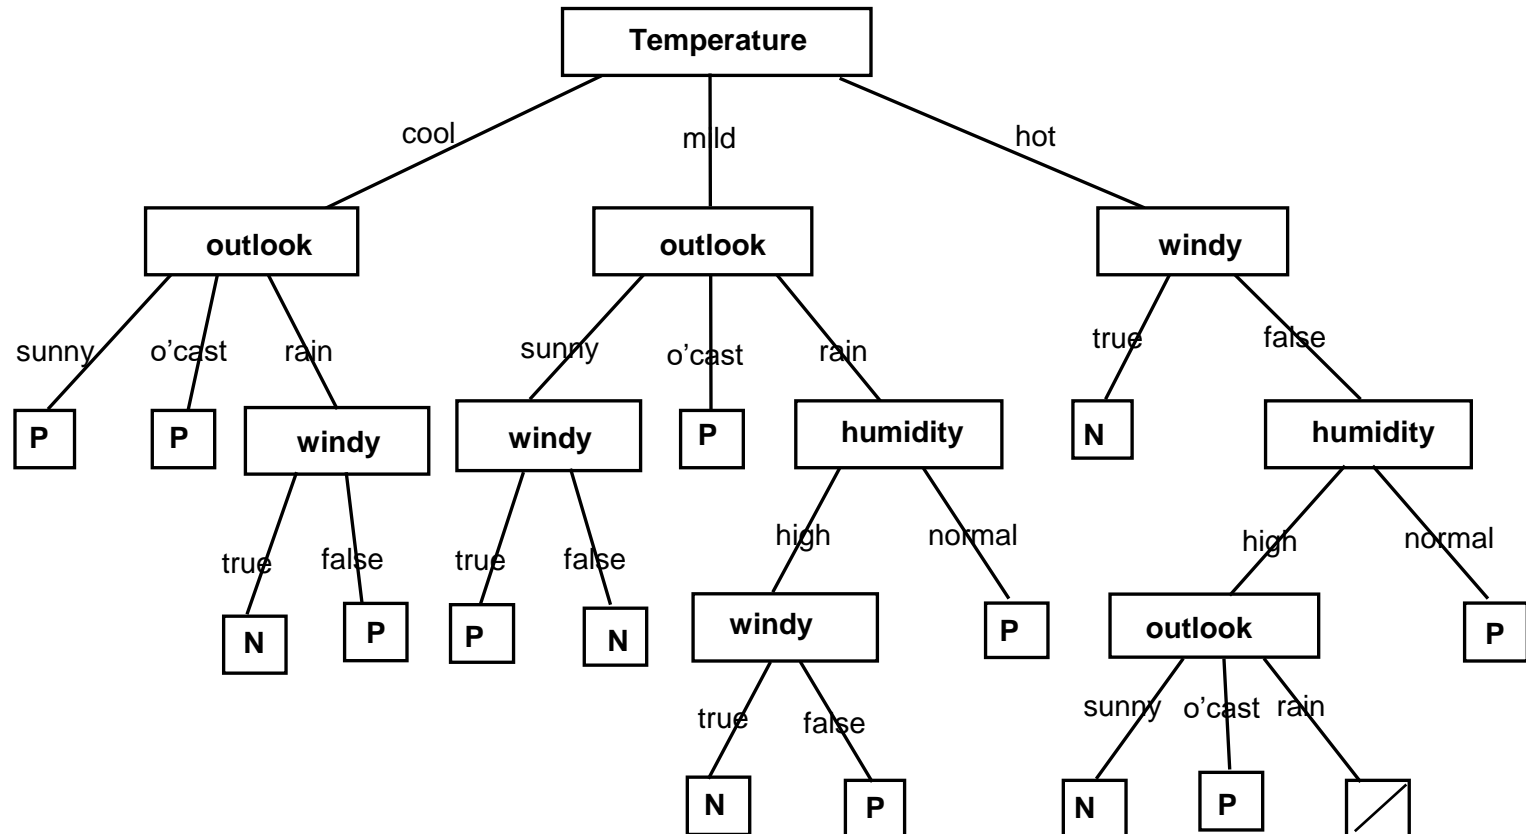 Temperature
cool mild hot
outlook outlook windy
sunny o'cast rain sunny o'cast rain true false
P P windy windy P humidity N humidity
true false true false high normal high normal
N P P N windy P outlook P
true false sunny o'cast rain
N P N P